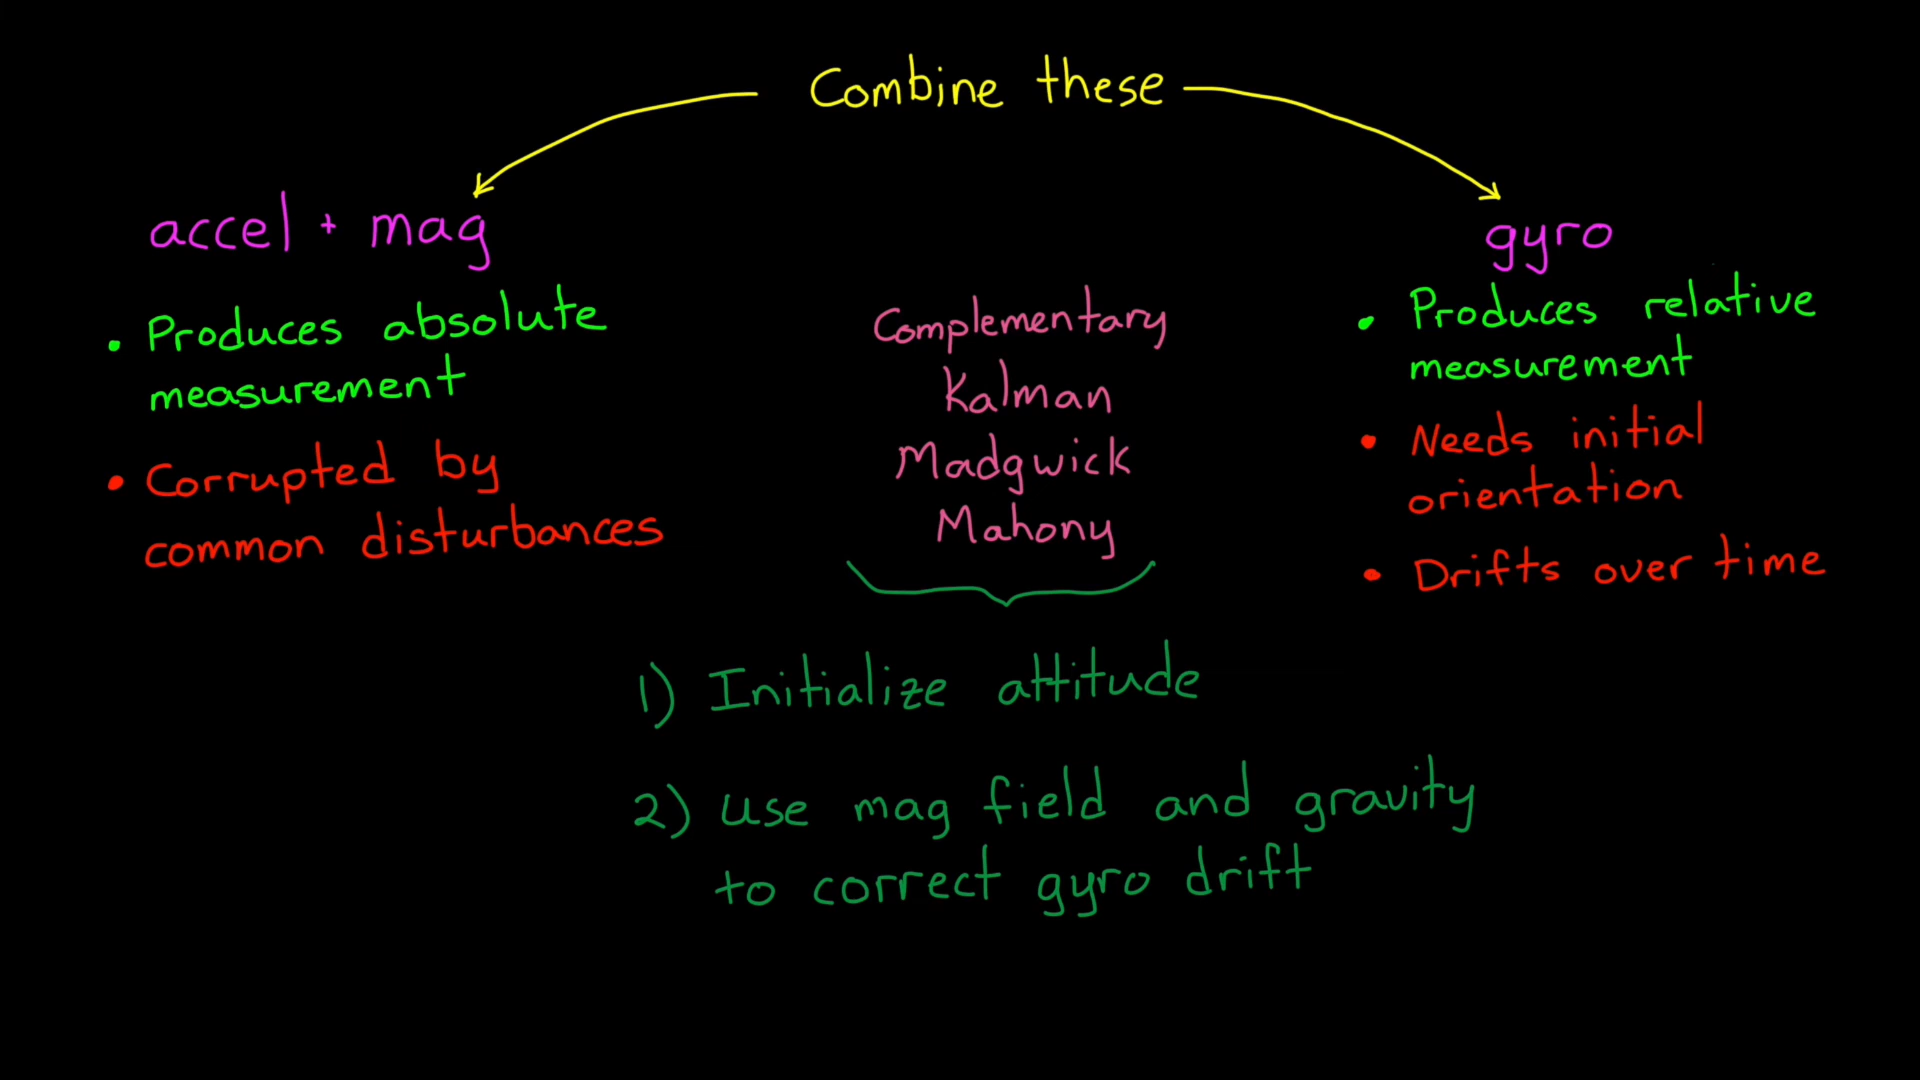 Combine these
accel + mag
• Produces absolute
measurement
• Corrupted by
common disturbances
Complementary
Kalman
Madgwick
Mahony
gyro
• Produces relative
measurement
• Needs initial
orientation
• Drifts over time
1) Initialize attitude
2) use mag field and gravity
to correct gyro drift